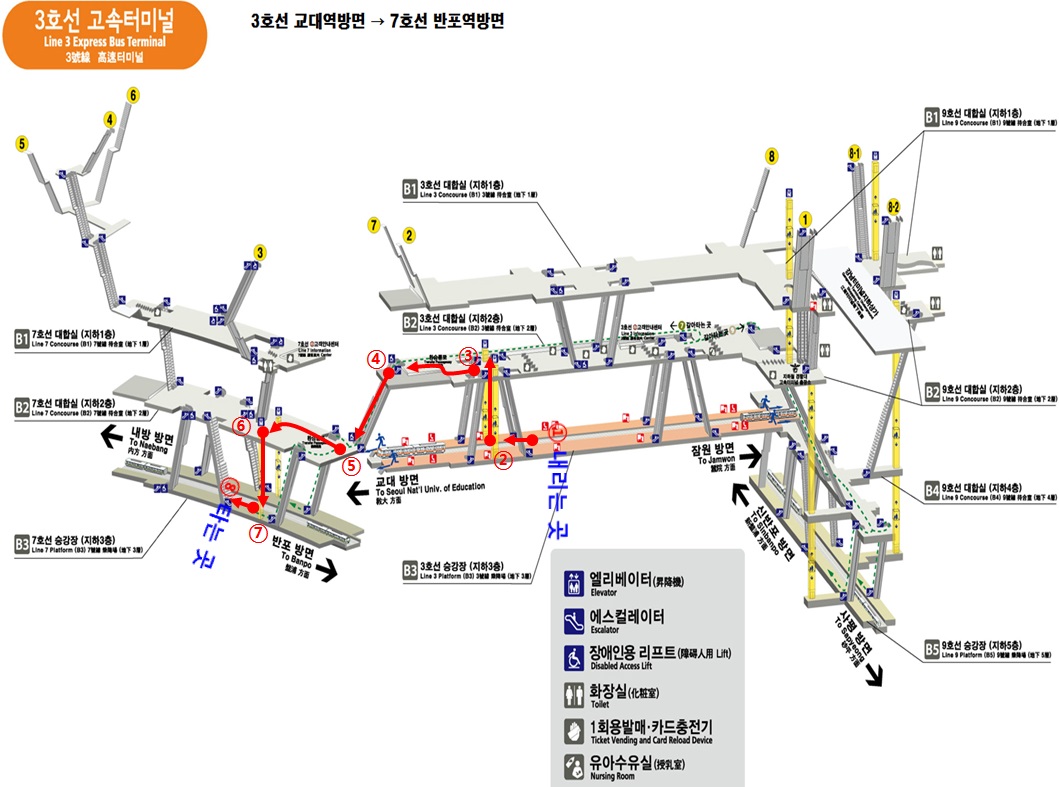 3호선 고속터미널
Line 3 Express Bus Terminal
3號線 高速터미널
3호선 교대역방면 → 7호선 반포역방면
6
4
5
3
7
2
8
8-1
1
8-2
B1 9호선 대합실 (지하1층)
Line 9 Concourse (B1) 9號線 待合室 (地下 1層)
B1 3호선 대합실 (지하1층)
Line 3 Concourse (B1) 3號線 待合室 (地下 1層)
B2 3호선 대합실 (지하2층)
Line 3 Concourse (B2) 3號線 待合室 (地下 2層)
B1 7호선 대합실 (지하1층)
Line 7 Concourse (B1) 7號線 待合室 (地下 1層)
B2 7호선 대합실 (지하2층)
Line 7 Concourse (B2) 7號線 待合室 (地下 2層)
B2 9호선 대합실 (지하2층)
Line 9 Concourse (B2) 9號線 待合室 (地下 2層)
갈아타는 곳
④
③
⑥
⑤
①
②
⑦
⑧
내리는곳
타는 곳
내방 방면
To Naebang
內方 方面
교대 방면
To Seoul Nat'l Univ. of Education
敎大 方面
잠원 방면
To Jamwon
蠶院 方面
신반포 방면
To Sinbanpo
반포 방면
To Banpo
盤浦 方面
사평 방면
To Sapyeong
砂平 方面
B4 9호선 대합실 (지하4층)
Line 9 Concourse (B4) 9號線 待合室 (地下 4層)
B3 7호선 승강장 (지하3층)
Line 7 Platform (B3) 7號線 乘降場 (地下 3層)
B3 3호선 승강장 (지하3층)
Line 3 Platform (B3) 3號線 乘降場 (地下 3層)
B5 9호선 승강장 (지하5층)
Line 9 Platform (B5) 9號線 乘降場 (地下 5層)
엘리베이터(昇降機)
Elevator
에스컬레이터
Escalator
장애인용 리프트(障碍人用 Lift)
Disabled Access Lift
화장실(化粧室)
Toilet
1회용발매·카드충전기
Ticket Vending and Card Reload Device
유아수유실(授乳室)
Nursing Room